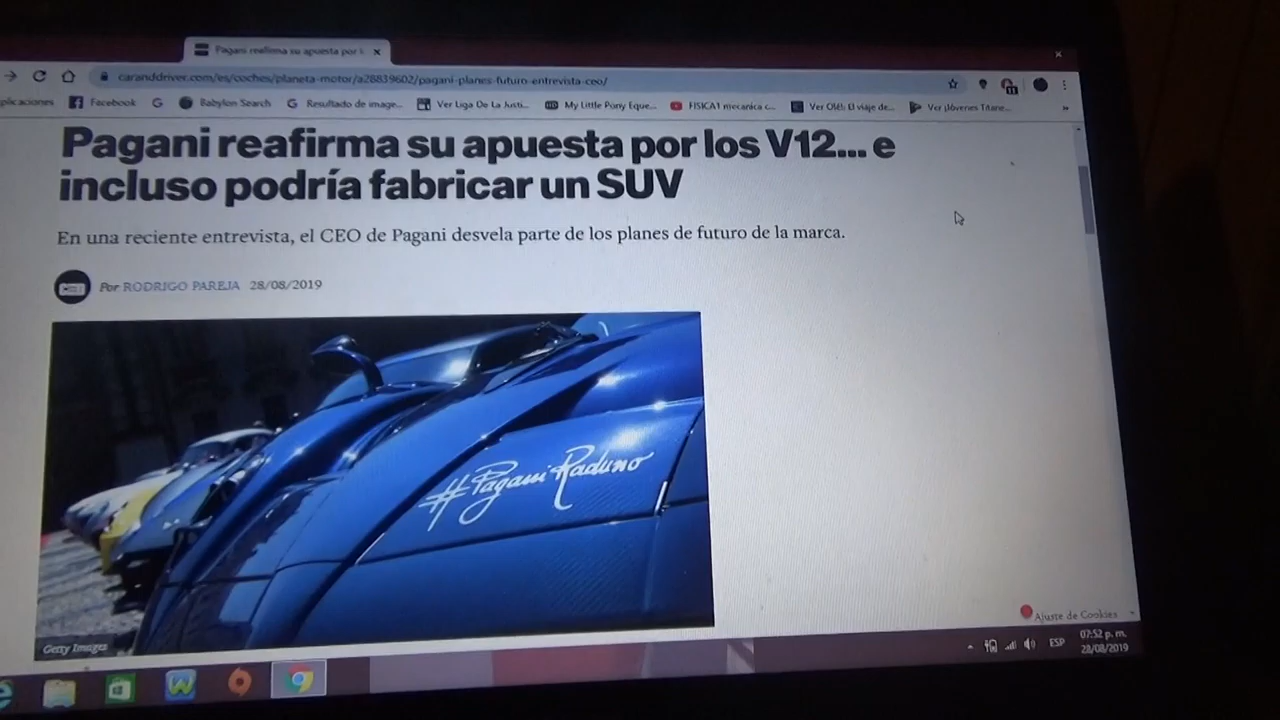 Pagani reafirma su apuesta por l
caranddriver.com/es/coches/planeta-motor/a28839602/pagani-planes-futuro-entrevista-ceo/
plicaciones Facebook Babylon Search Resultado de image... Ver Liga De La Justi... My Little Pony Eque... FISICA1 mecanica c... Ver Olé!: El viaje de... Ver ¡Jóvenes Titane...
Pagani reafirma su apuesta por los V12... e
incluso podría fabricar un SUV
En una reciente entrevista, el CEO de Pagani desvela parte de los planes de futuro de la marca.
Por RODRIGO PAREJA 28/08/2019
#Pagani Raduno
Getty Images
Ajuste de Cookies
ESP
07:52 p. m.
28/08/2019